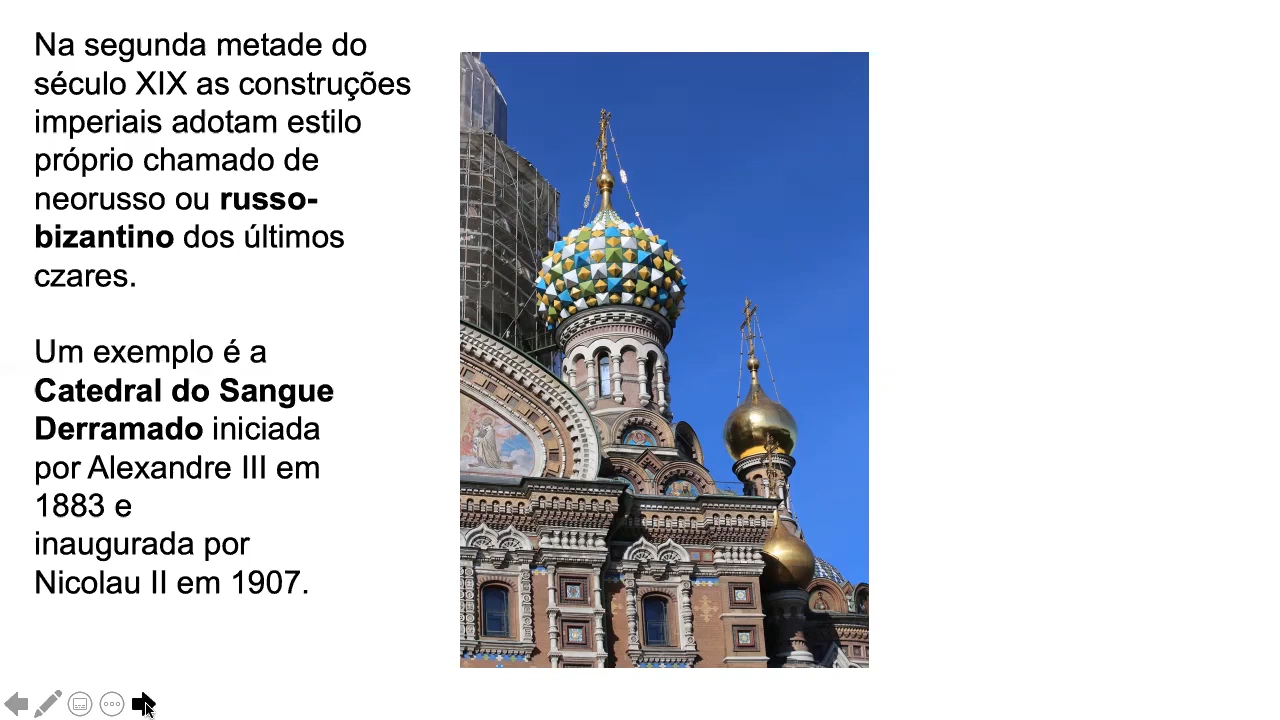 Na segunda metade do
século XIX as construções
imperiais adotam estilo
próprio chamado de
neorusso ou russo-
bizantino dos últimos
czares.
Um exemplo é a
Catedral do Sangue
Derramado iniciada
por Alexandre III em
1883 e
inaugurada por
Nicolau II em 1907.